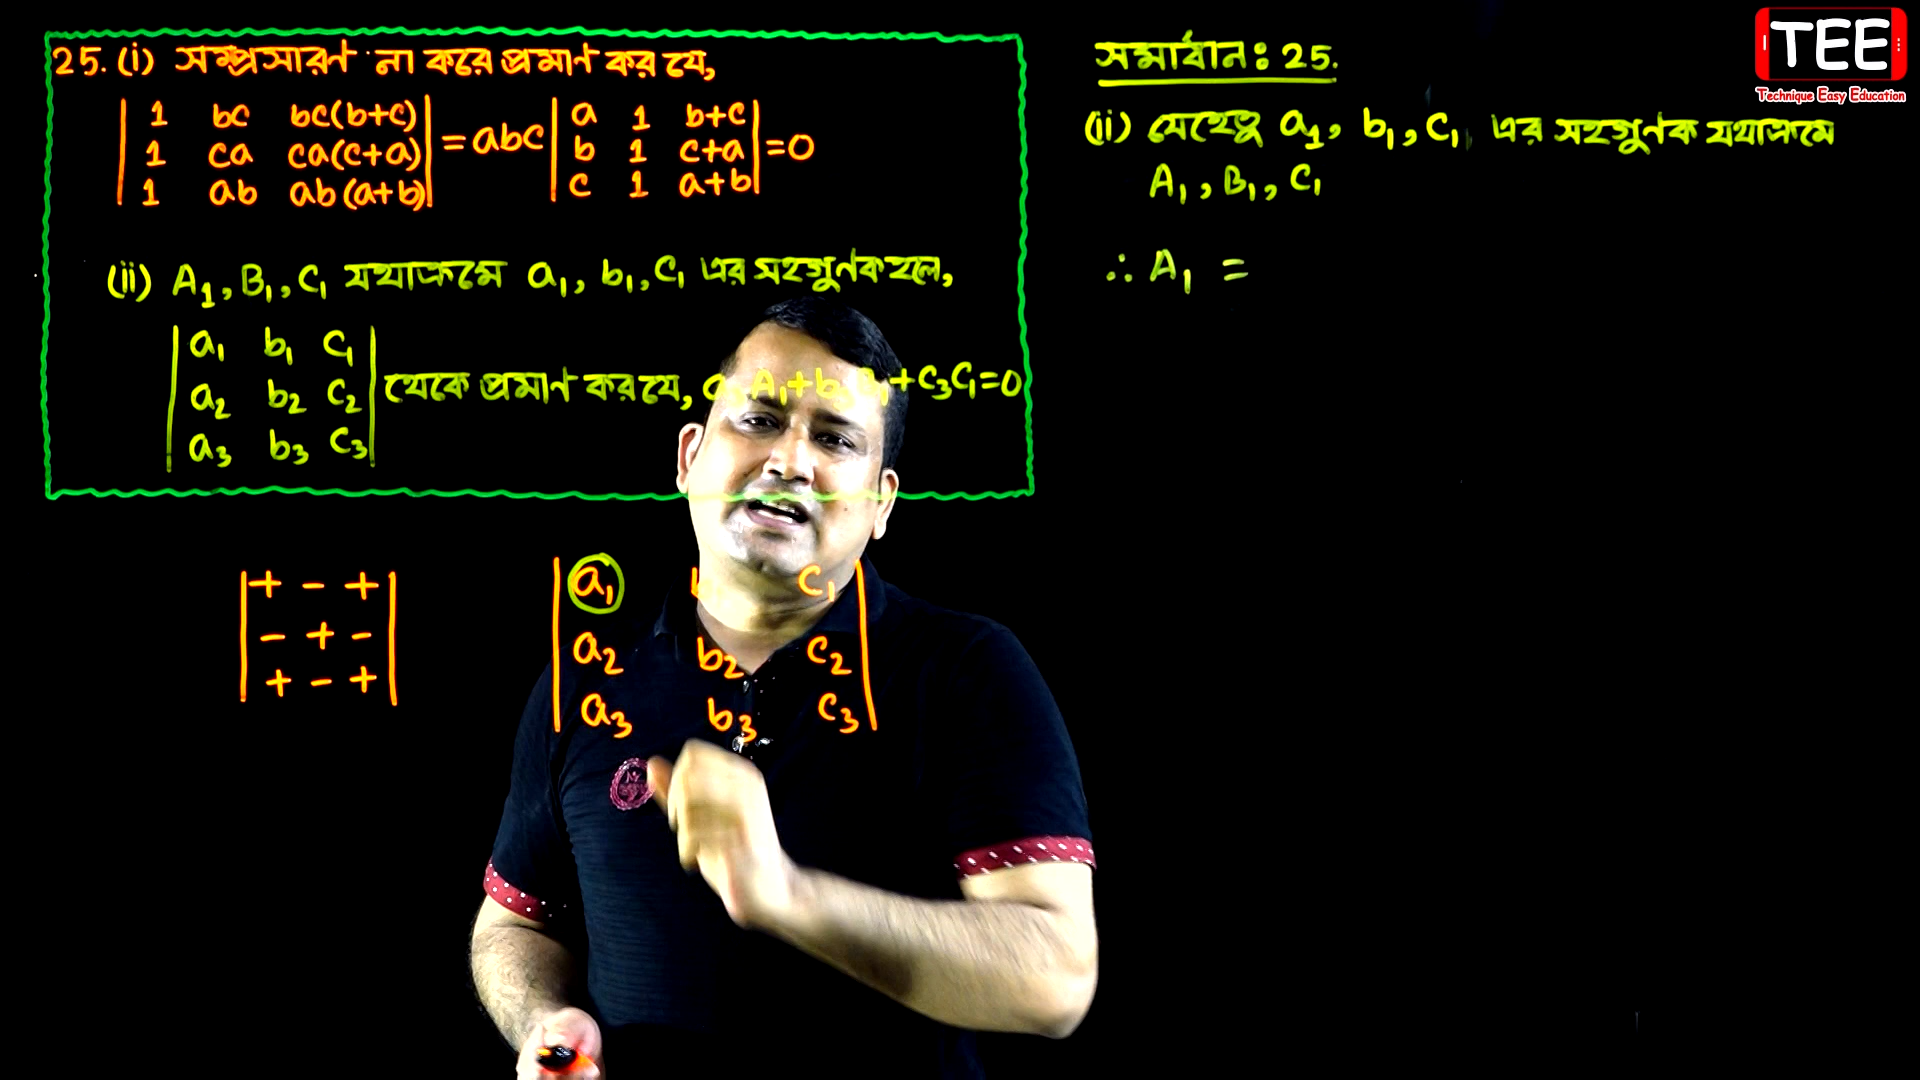 25. (i) সম্প্রসারণ না করে প্রমাণ কর যে,
| 1 bc bc(b+c) |
| 1 ca ca(c+a) | = abc | a 1 b+c |
| 1 ab ab(a+b) | | b 1 c+a | = 0
| c 1 a+b |
(ii) A₁, B₁, C₁ যথাক্রমে a₁, b₁, c₁ এর সহগুণক হলে,
| a₁ b₁ c₁ |
| a₂ b₂ c₂ | থেকে প্রমাণ কর যে, a₃A₁+b₃B₁+c₃C₁=0
| a₃ b₃ c₃ |
| + - + |
| - + - |
| + - + |
| a₁ b c₁ |
| a₂ b₂ c₂ |
| a₃ b₃ c₃ |
সমাধান: 25.
(ii) যেহেতু a₁, b₁, c₁ এর সহগুণক যথাক্রমে
A₁, B₁, C₁
∴ A₁ =
TEE
Technique Easy Education